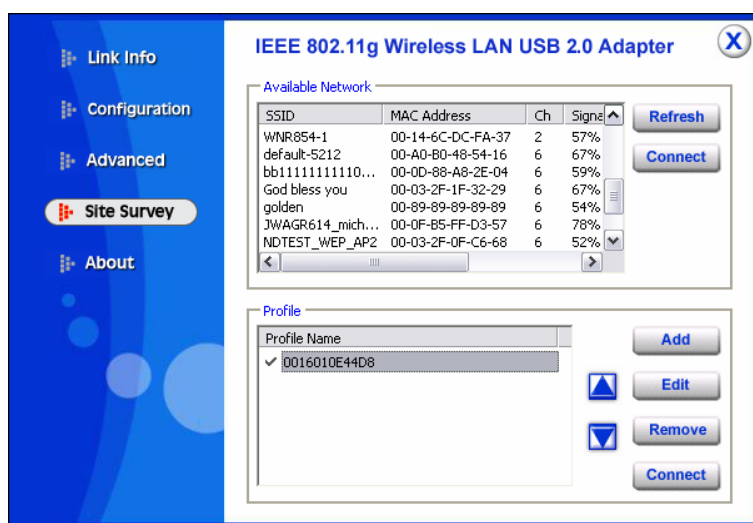 Link Info
Configuration
Advanced
Site Survey
About
IEEE 802.11g Wireless LAN USB 2.0 Adapter
X
Available Network
SSID MAC Address Ch Signa
WNR854-1 00-14-6C-DC-FA-37 2 57%
default-5212 00-A0-B0-48-54-16 6 67%
bb11111111110... 00-0D-88-A8-2E-04 6 59%
God bless you 00-03-2F-1F-32-29 6 67%
golden 00-89-89-89-89-89 6 54%
JWAGR614_mich... 00-0F-B5-FF-D3-57 6 78%
NDTEST_WEP_AP2 00-03-2F-0F-C6-68 6 52%
Refresh
Connect
Profile
Profile Name
0016010E44D8
Add
Edit
Remove
Connect